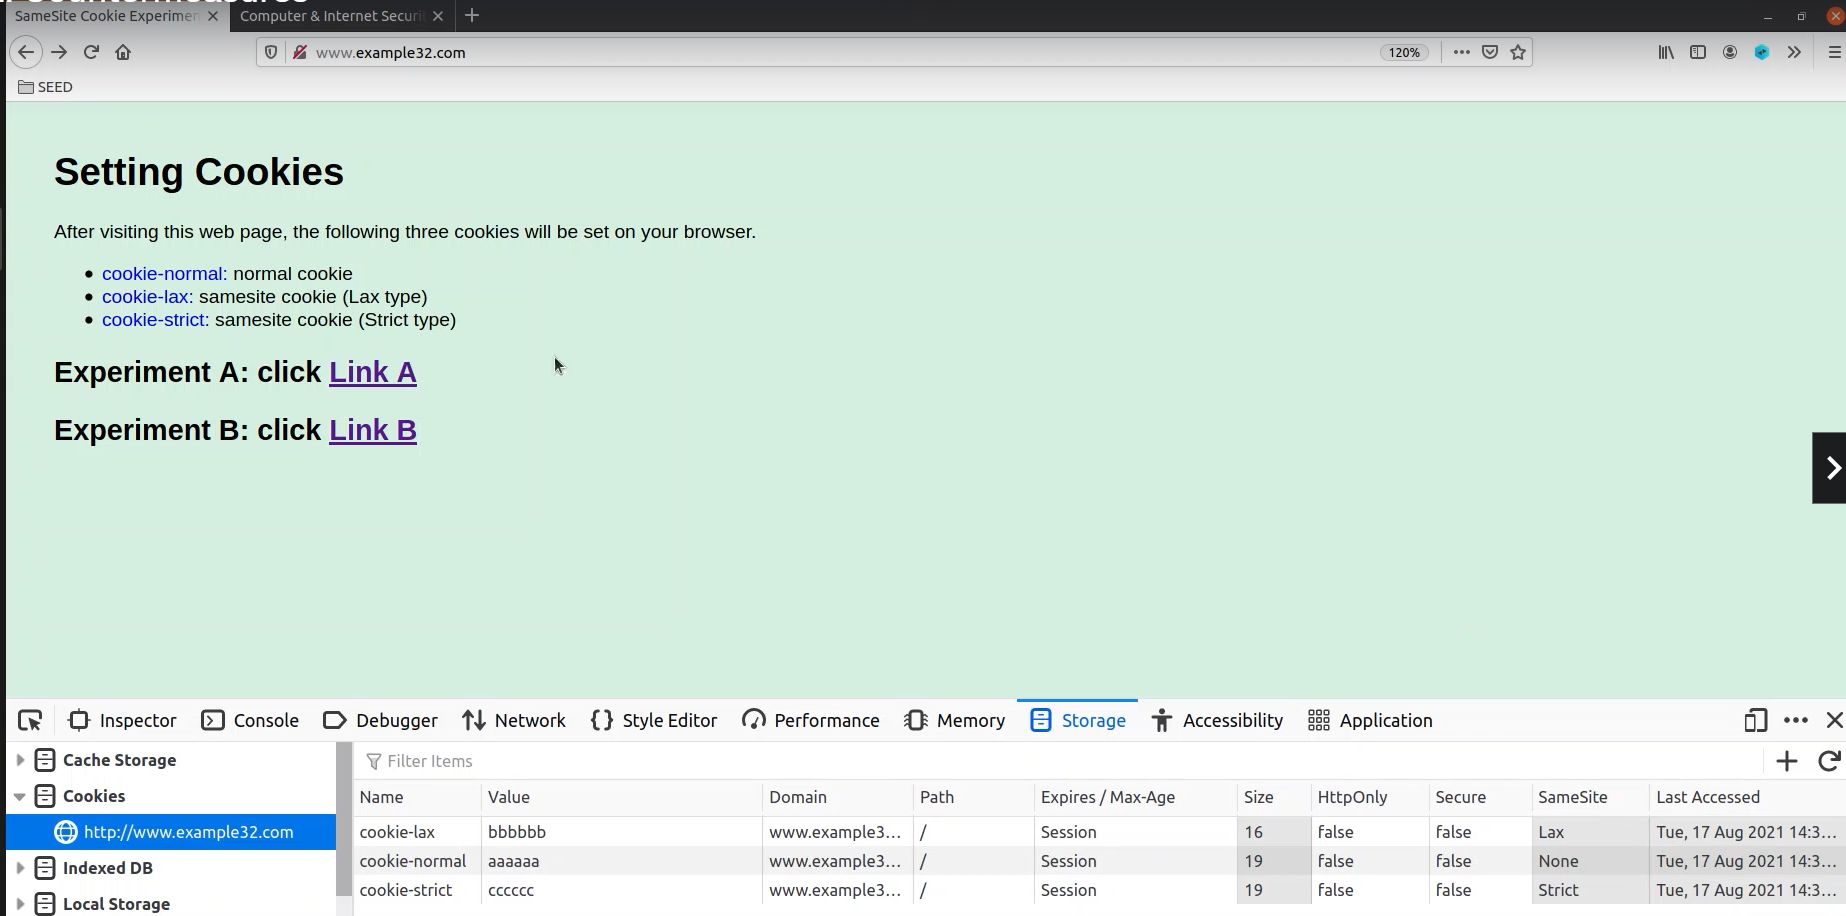 SameSite Cookie Experimen
Computer & Internet Securi
www.example32.com
120%
SEED
Setting Cookies
After visiting this web page, the following three cookies will be set on your browser.
• cookie-normal: normal cookie
• cookie-lax: samesite cookie (Lax type)
• cookie-strict: samesite cookie (Strict type)
Experiment A: click Link A
Experiment B: click Link B
Inspector Console Debugger Network Style Editor Performance Memory Storage Accessibility Application
Cache Storage
Cookies
http://www.example32.com
Indexed DB
Local Storage
Filter Items
Name Value Domain Path Expires / Max-Age Size HttpOnly Secure SameSite Last Accessed
cookie-lax bbbbbb www.example3... / Session 16 false false Lax Tue, 17 Aug 2021 14:3...
cookie-normal aaaaaa www.example3... / Session 19 false false None Tue, 17 Aug 2021 14:3...
cookie-strict cccccc www.example3... / Session 19 false false Strict Tue, 17 Aug 2021 14:3...